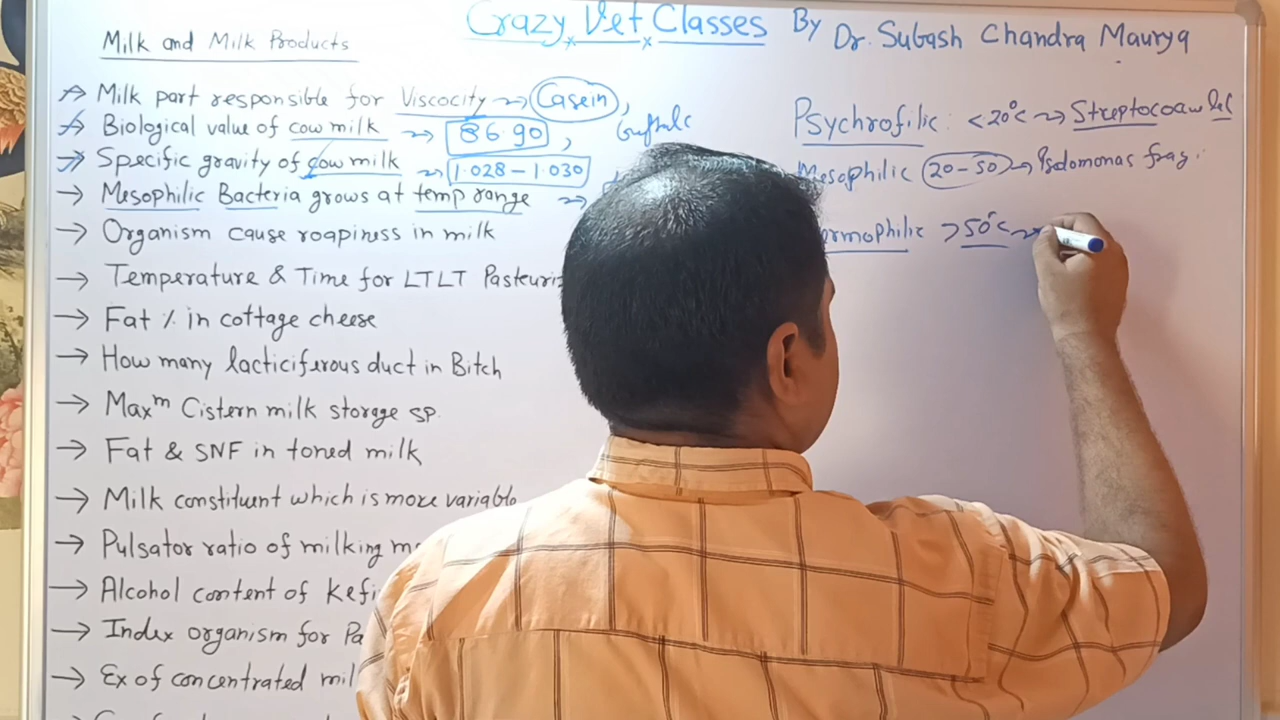 Crazy Vet Classes By Dr. Subash Chandra Maurya
Milk and Milk Products
→ Milk part responsible for Viscocity → Casein,
→ Biological value of cow milk → 86.90,
→ Specific gravity of cow milk → 1.028 – 1.030
→ Mesophilic Bacteria grows at temp range →
→ Organism cause roapiness in milk
→ Temperature & Time for LTLT Pasteuri
→ Fat % in cottage cheese
→ How many lacticiferous duct in Bitch
→ Maxm Cistern milk storage sp.
→ Fat & SNF in toned milk
→ Milk constituent which is more variable
→ Pulsator ratio of milking m
→ Alcohol content of Kefi
→ Index organism for Pa
→ Ex of concentrated mil
Psychrofilic: <20°c →
Mesophilic 20-50 →
ermophilic >50°c →